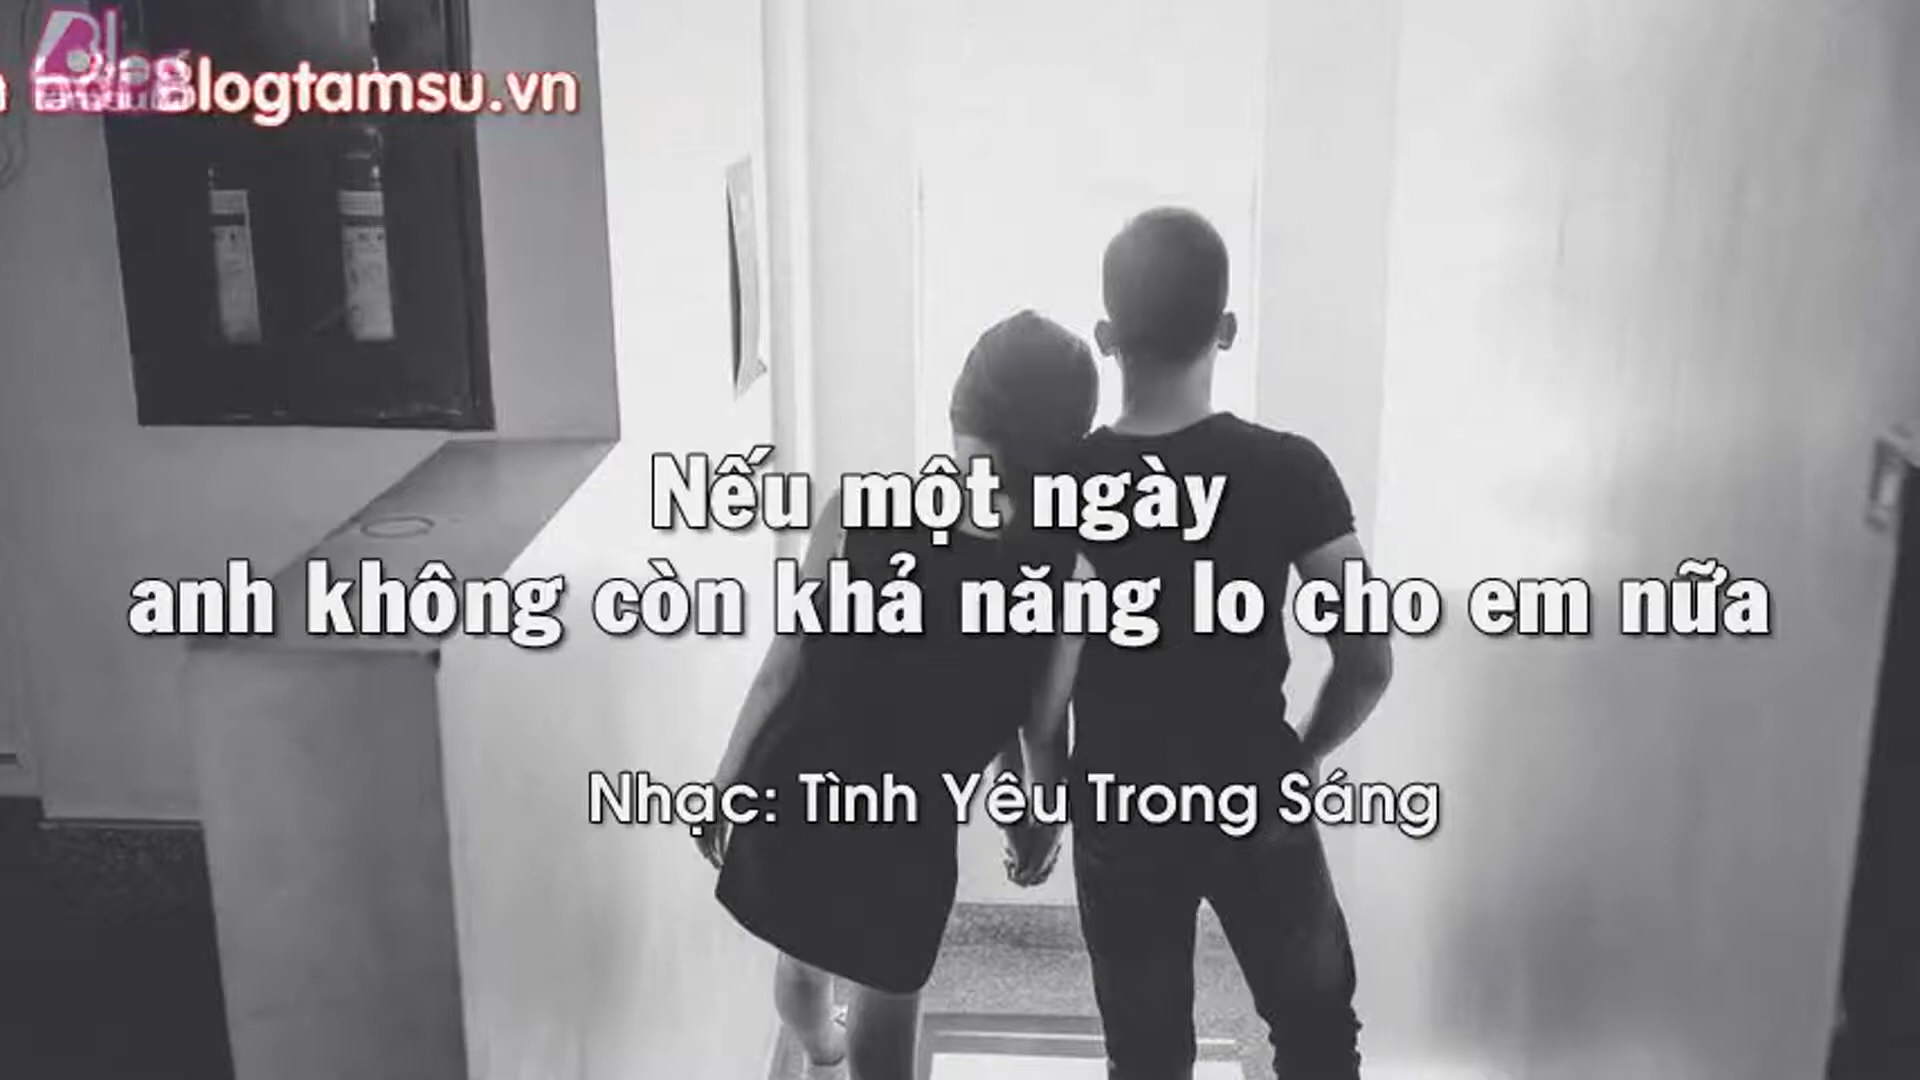 Blogtamsu.vn
Nếu một ngày
anh không còn khả năng lo cho em nữa
Nhạc: Tình Yêu Trong Sáng